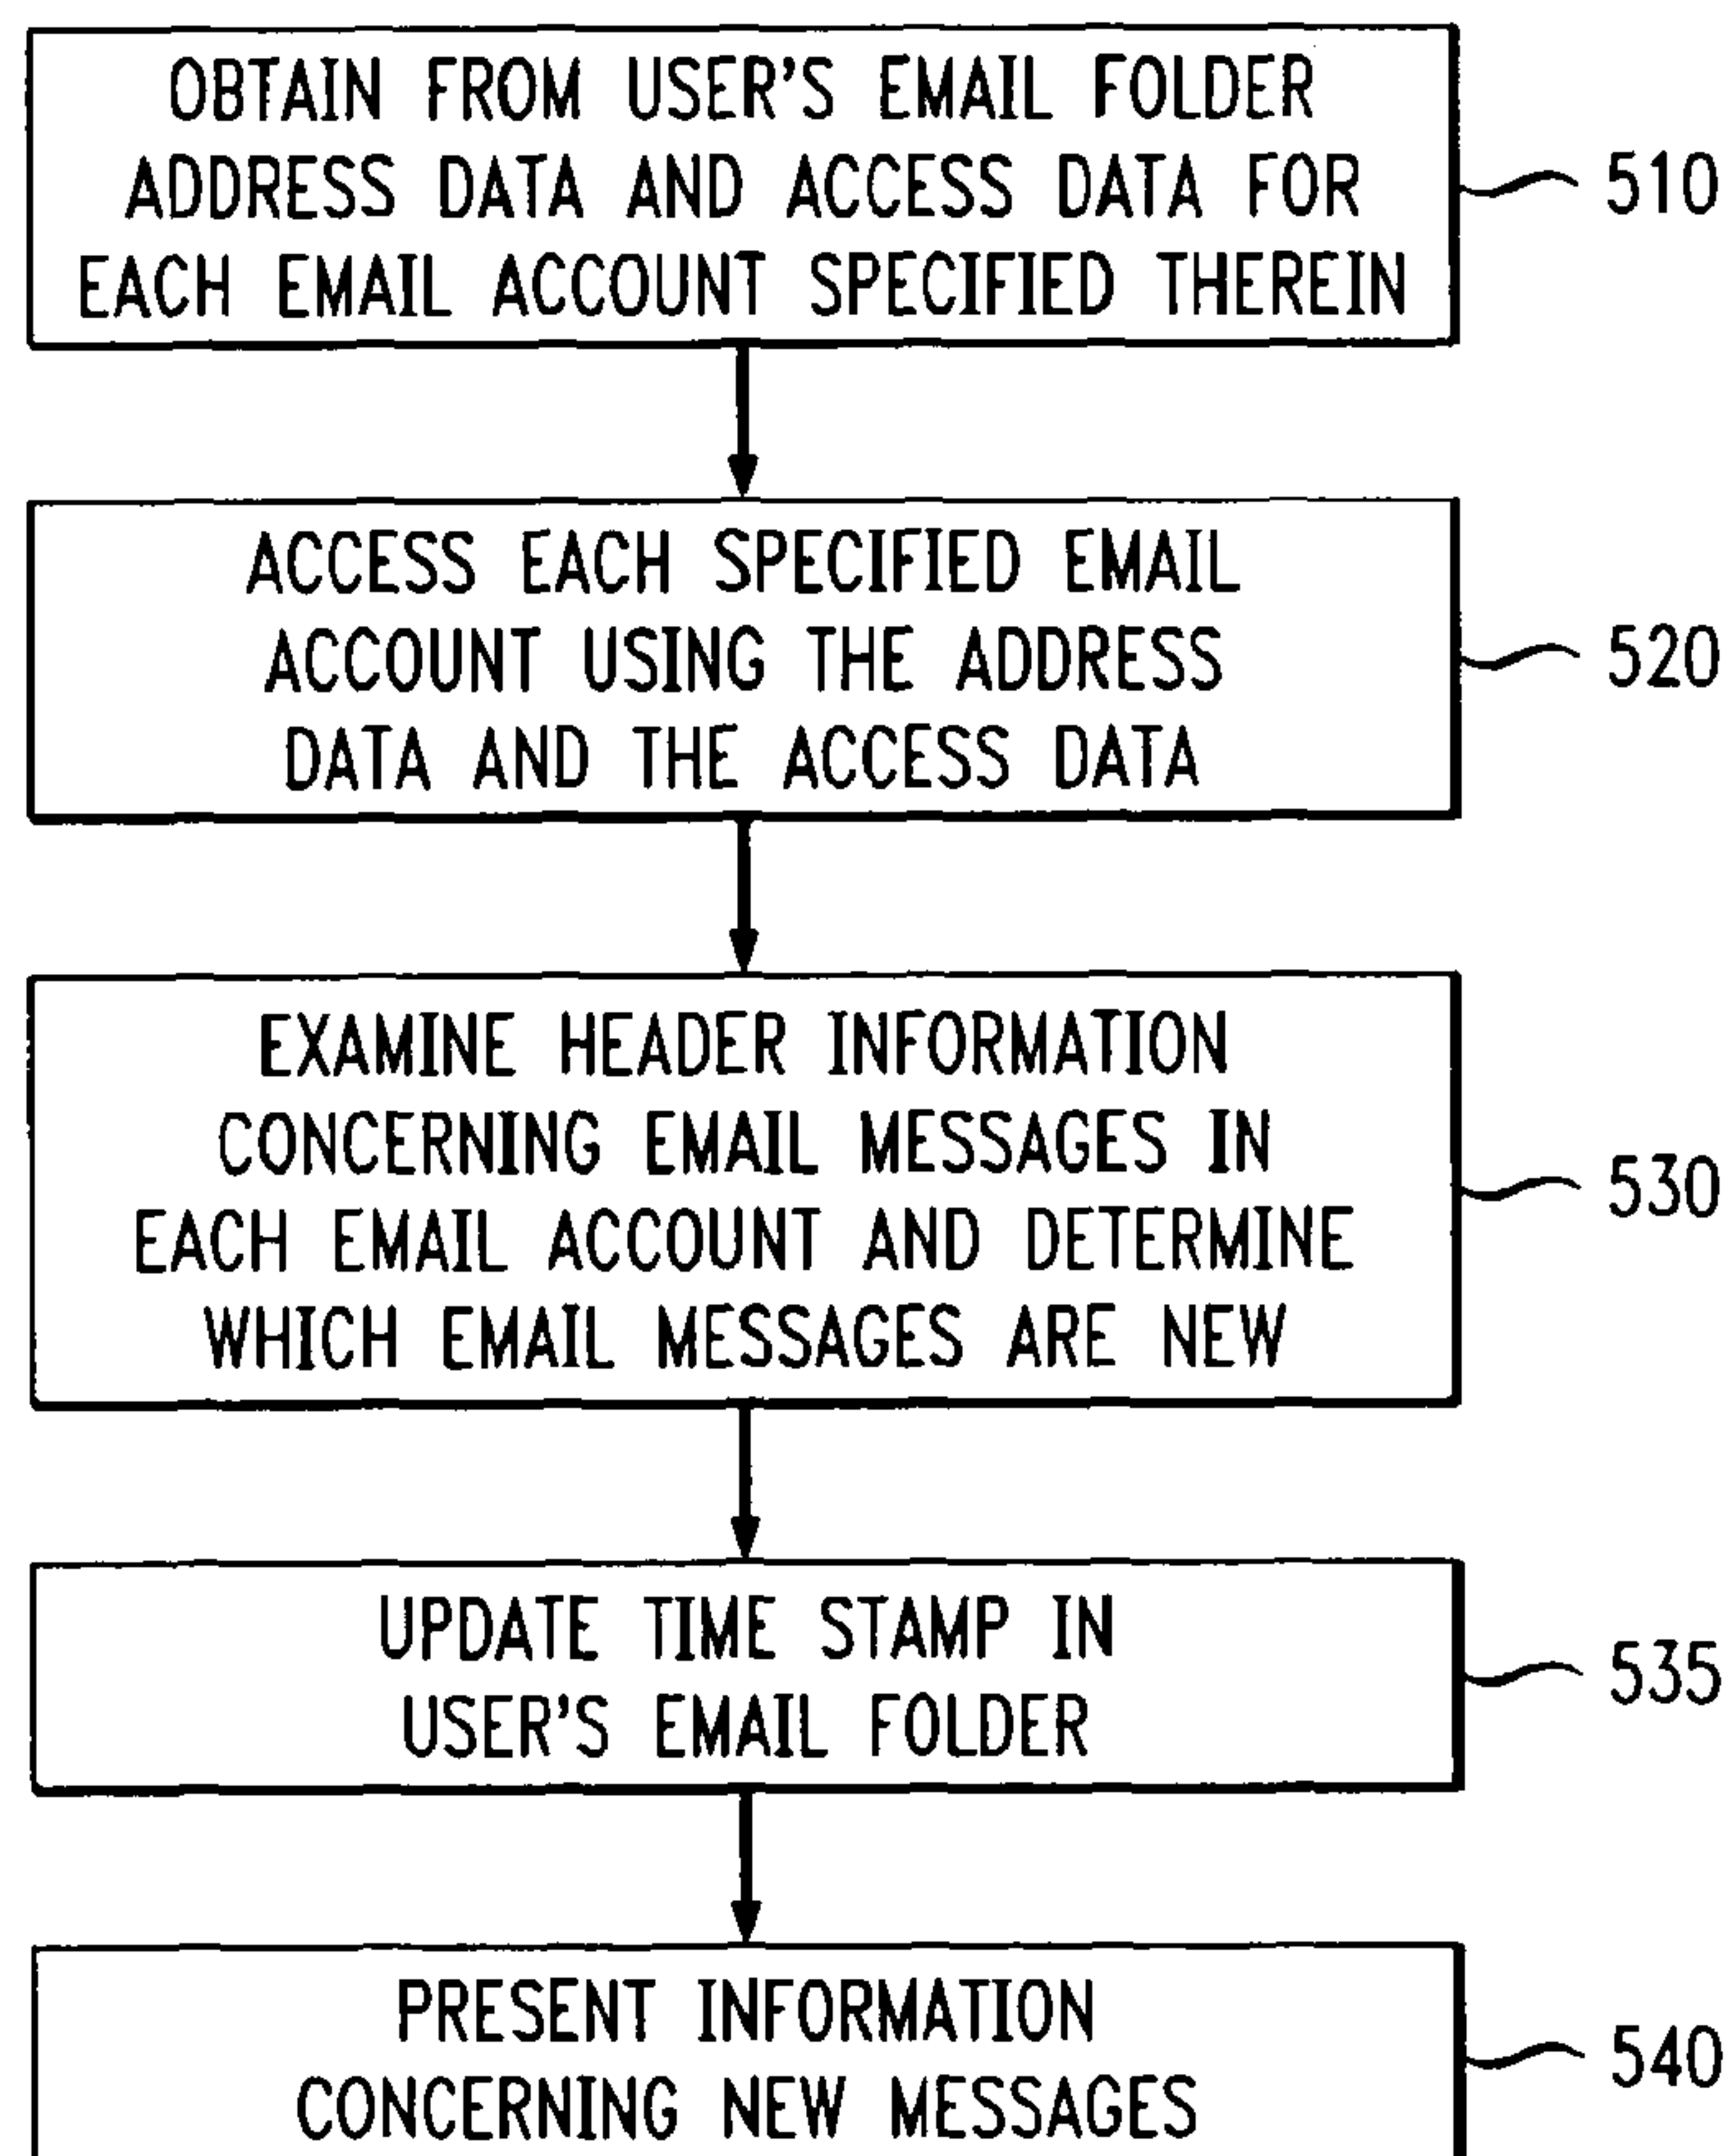 OBTAIN FROM USER'S EMAIL FOLDER
ADDRESS DATA AND ACCESS DATA FOR
EACH EMAIL ACCOUNT SPECIFIED THEREIN
510
ACCESS EACH SPECIFIED EMAIL
ACCOUNT USING THE ADDRESS
DATA AND THE ACCESS DATA
520
EXAMINE HEADER INFORMATION
CONCERNING EMAIL MESSAGES IN
EACH EMAIL ACCOUNT AND DETERMINE
WHICH EMAIL MESSAGES ARE NEW
530
UPDATE TIME STAMP IN
USER'S EMAIL FOLDER
535
PRESENT INFORMATION
CONCERNING NEW MESSAGES
540